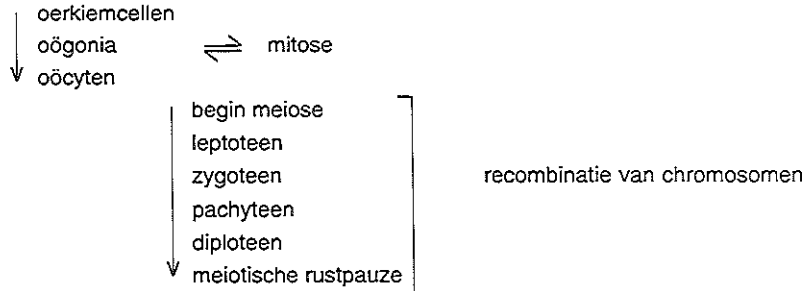 oerkiemcellen
oögonia ⇌ mitose
oöcyten
begin meiose
leptoteen
zygoteen recombinatie van chromosomen
pachyteen
diploteen
meiotische rustpauze